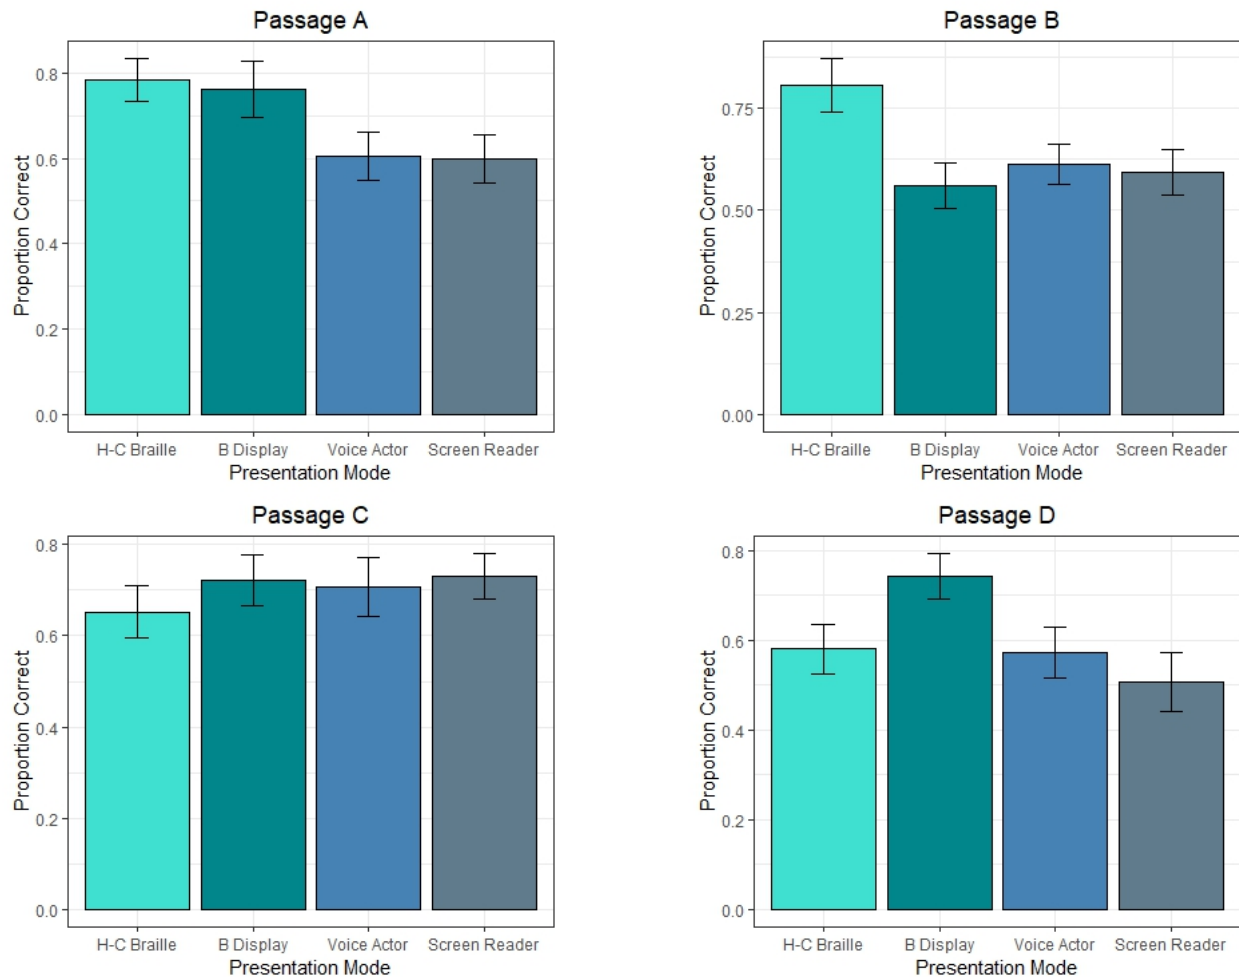 Passage A
Proportion Correct
0.8
0.6
0.4
0.2
0.0
H-C Braille B Display Voice Actor Screen Reader
Presentation Mode
Passage B
Proportion Correct
0.75
0.50
0.25
0.00
H-C Braille B Display Voice Actor Screen Reader
Presentation Mode
Passage C
Proportion Correct
0.8
0.6
0.4
0.2
0.0
H-C Braille B Display Voice Actor Screen Reader
Presentation Mode
Passage D
Proportion Correct
0.8
0.6
0.4
0.2
0.0
H-C Braille B Display Voice Actor Screen Reader
Presentation Mode